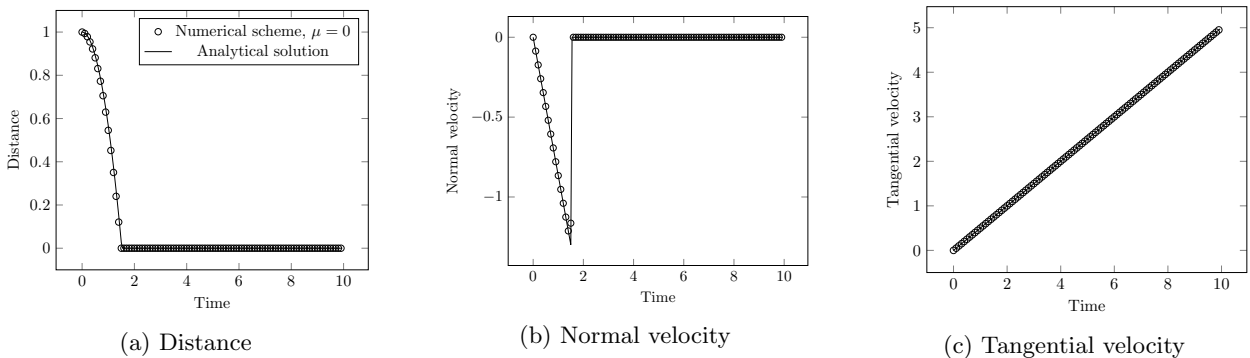 1
0.8
0.6
0.4
0.2
0
Distance
0 2 4 6 8 10
Time
Numerical scheme, μ = 0
Analytical solution
(a) Distance
0
−0.5
−1
Normal velocity
0 2 4 6 8 10
Time
(b) Normal velocity
5
4
3
2
1
0
Tangential velocity
0 2 4 6 8 10
Time
(c) Tangential velocity